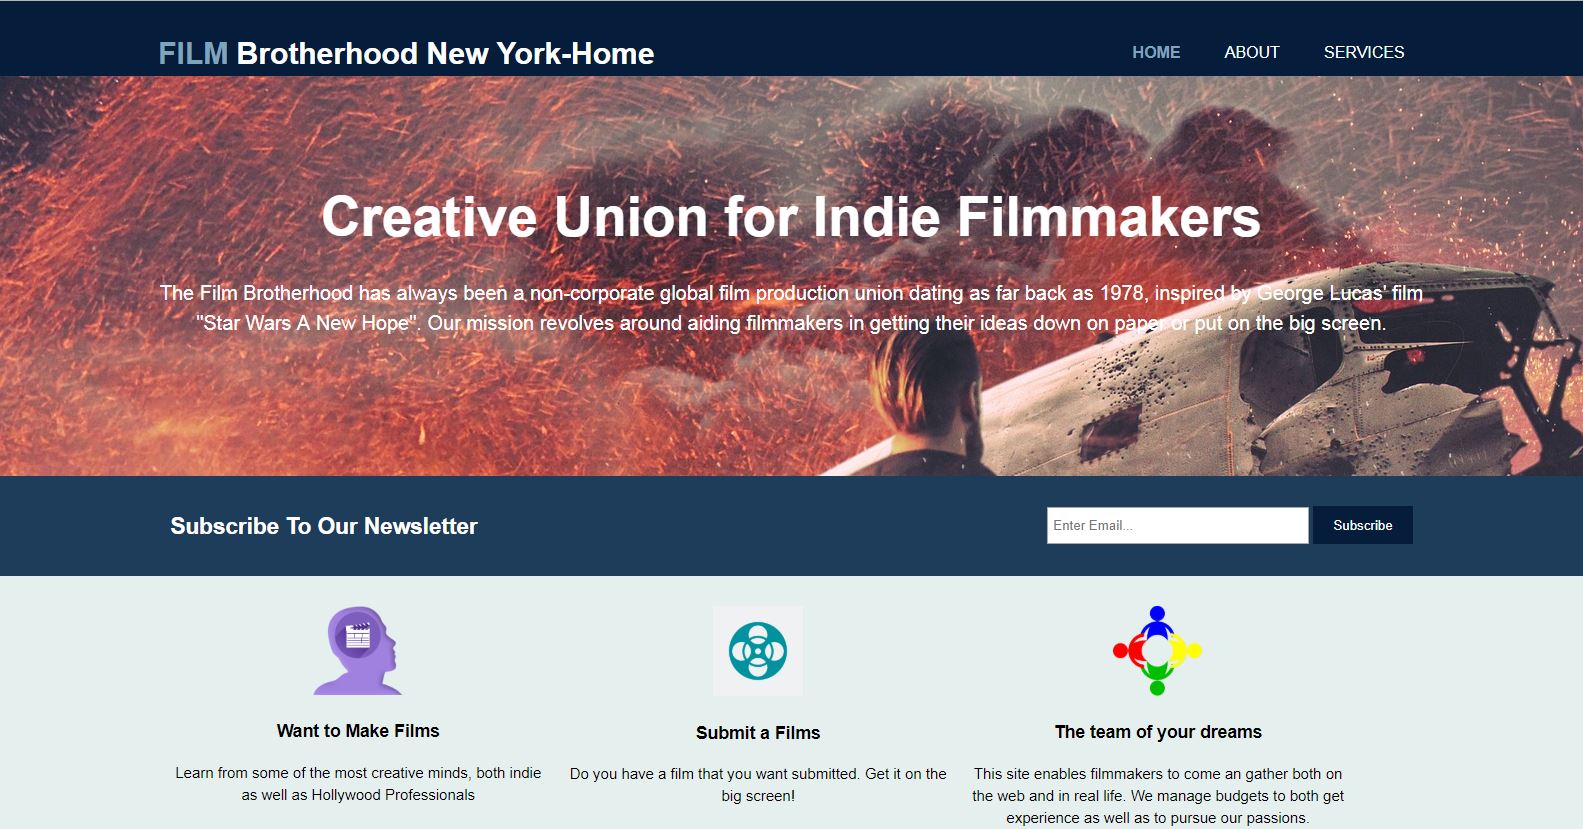 FILM Brotherhood New York-Home
HOME ABOUT SERVICES
Creative Union for Indie Filmmakers
The Film Brotherhood has always been a non-corporate global film production union dating as far back as 1978, inspired by George Lucas' film
"Star Wars A New Hope". Our mission revolves around aiding filmmakers in getting their ideas down on paper or put on the big screen.
Subscribe To Our Newsletter
Enter Email...
Subscribe
Want to Make Films
Learn from some of the most creative minds, both indie
as well as Hollywood Professionals
Submit a Films
Do you have a film that you want submitted. Get it on the
big screen!
The team of your dreams
This site enables filmmakers to come an gather both on
the web and in real life. We manage budgets to both get
experience as well as to pursue our passions.